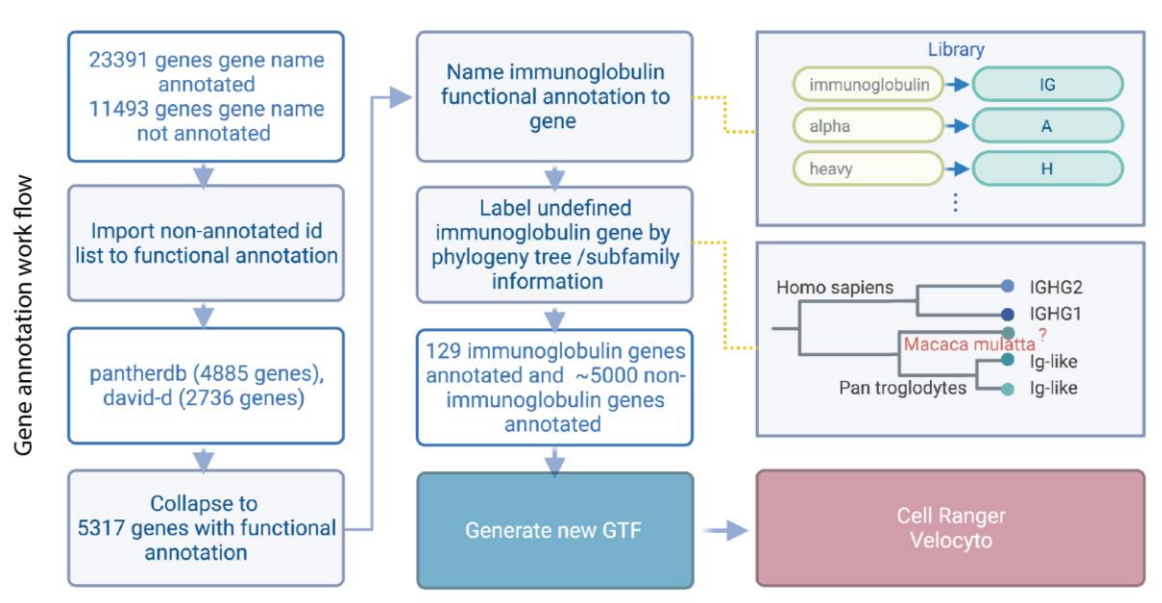 Gene annotation work flow
23391 genes gene name
annotated
11493 genes gene name
not annotated
Import non-annotated id
list to functional annotation
pantherdb (4885 genes),
david-d (2736 genes)
Collapse to
5317 genes with functional
annotation
Name immunoglobulin
functional annotation to
gene
Label undefined
immunoglobulin gene by
phylogeny tree /subfamily
information
129 immunoglobulin genes
annotated and ~5000 non-
immunoglobulin genes
annotated
Generate new GTF
Library
immunoglobulin IG
alpha A
heavy H
Homo sapiens
IGHG2
IGHG1
Macaca mulatta ?
Ig-like
Pan troglodytes
Ig-like
Cell Ranger
Velocyto